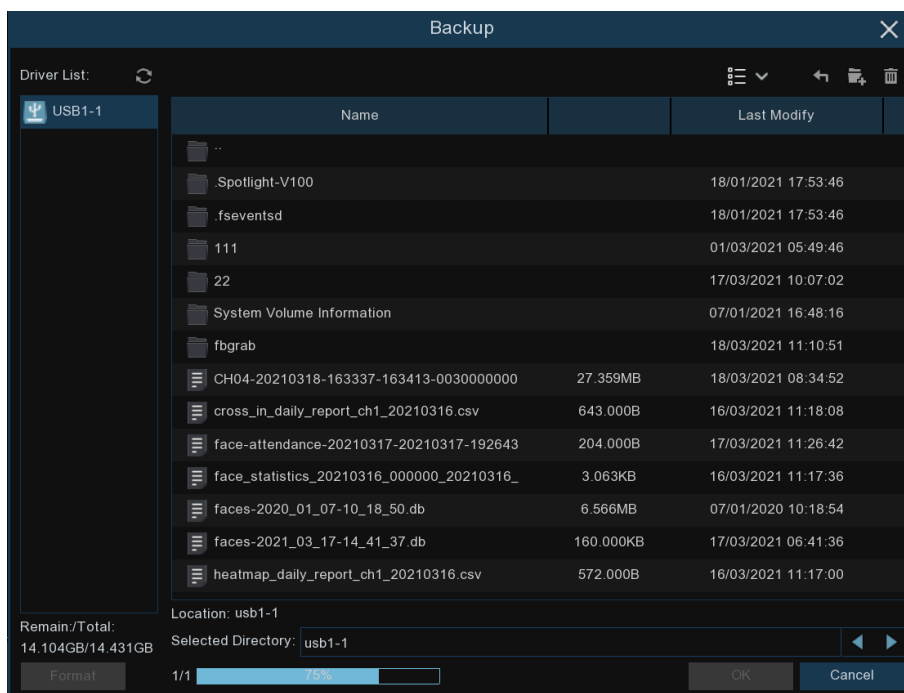 Backup
Driver List:
USB1-1
Name Last Modify
..
.Spotlight-V100 18/01/2021 17:53:46
.fseventsd 18/01/2021 17:53:46
111 01/03/2021 05:49:46
22 17/03/2021 10:07:02
System Volume Information 07/01/2021 16:48:16
fbgrab 18/03/2021 11:10:51
CH04-20210318-163337-163413-0030000000 27.359MB 18/03/2021 08:34:52
cross_in_daily_report_ch1_20210316.csv 643.000B 16/03/2021 11:18:08
face-attendance-20210317-20210317-192643 204.000B 17/03/2021 11:26:42
face_statistics_20210316_000000_20210316_ 3.063KB 16/03/2021 11:17:36
faces-2020_01_07-10_18_50.db 6.566MB 07/01/2020 10:18:54
faces-2021_03_17-14_41_37.db 160.000KB 17/03/2021 06:41:36
heatmap_daily_report_ch1_20210316.csv 572.000B 16/03/2021 11:17:00
Location: usb1-1
Remain:/Total:
14.104GB/14.431GB
Selected Directory: usb1-1
Format 1/1 75% OK Cancel